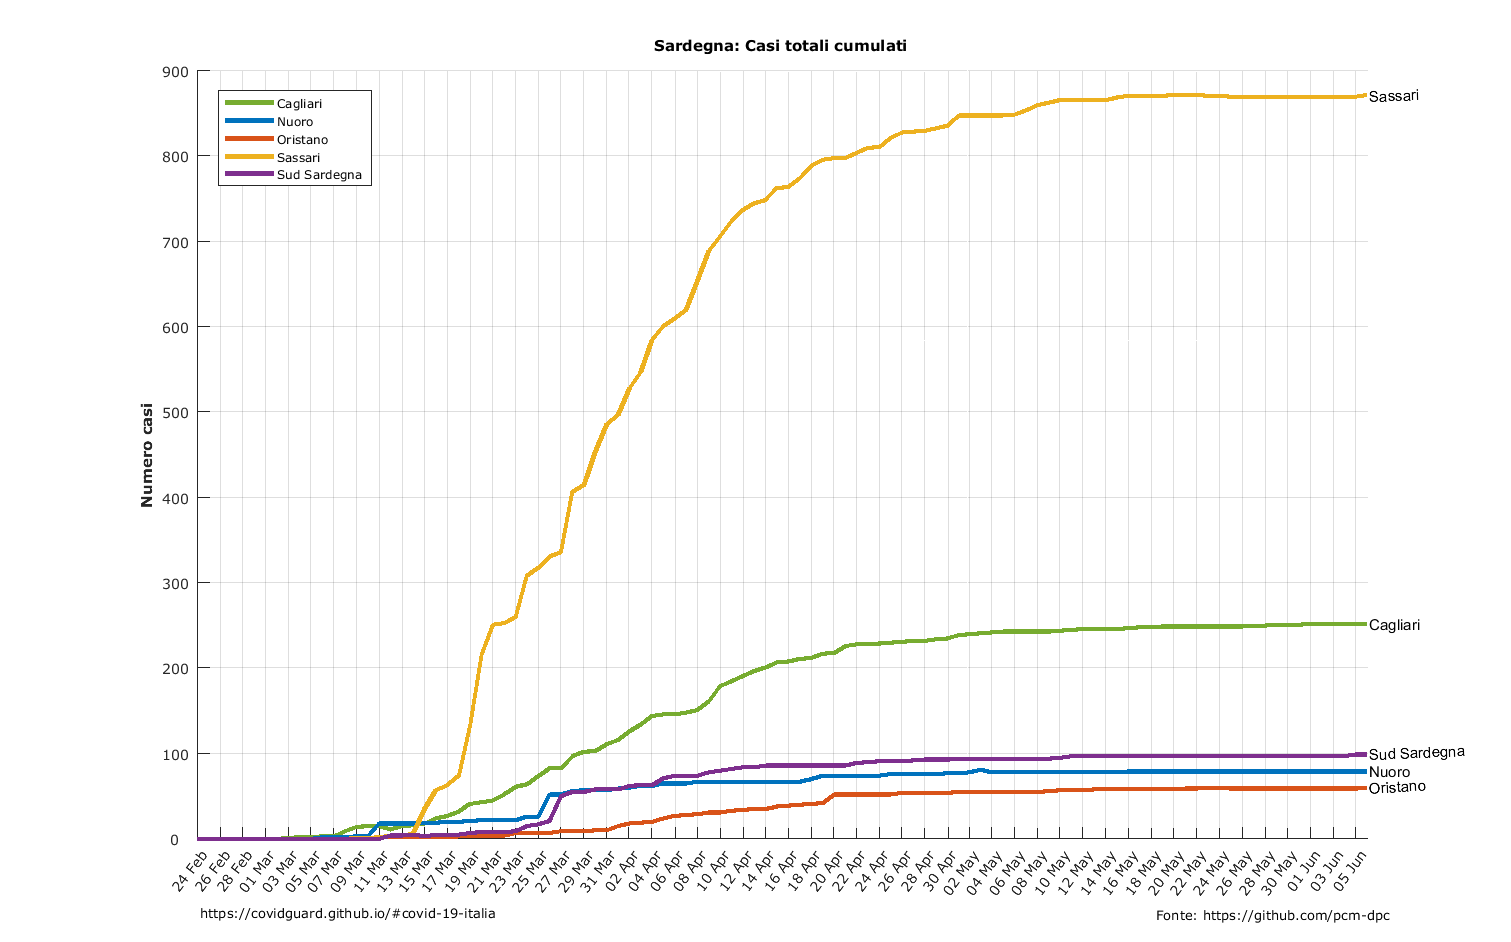 Sardegna: Casi totali cumulati
900
800
700
600
500
400
300
200
100
0
Numero casi
Cagliari
Nuoro
Oristano
Sassari
Sud Sardegna
Sassari
Cagliari
Sud Sardegna
Nuoro
Oristano
24 Feb
26 Feb
28 Feb
01 Mar
03 Mar
05 Mar
07 Mar
09 Mar
11 Mar
13 Mar
15 Mar
17 Mar
19 Mar
21 Mar
23 Mar
25 Mar
27 Mar
29 Mar
31 Mar
02 Apr
04 Apr
06 Apr
08 Apr
10 Apr
12 Apr
14 Apr
16 Apr
18 Apr
20 Apr
22 Apr
24 Apr
26 Apr
28 Apr
30 Apr
02 May
04 May
06 May
08 May
10 May
12 May
14 May
16 May
18 May
20 May
22 May
24 May
26 May
28 May
30 May
01 Jun
03 Jun
05 Jun
https://covidguard.github.io/#covid-19-italia
Fonte: https://github.com/pcm-dpc